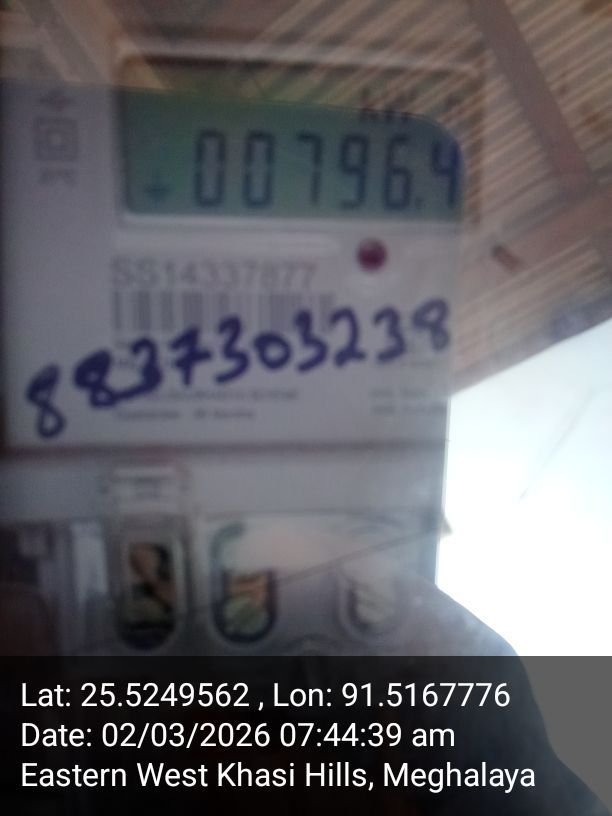 00796.4
SS14337877
8837303238
Lat: 25.5249562 , Lon: 91.5167776
Date: 02/03/2026 07:44:39 am
Eastern West Khasi Hills, Meghalaya